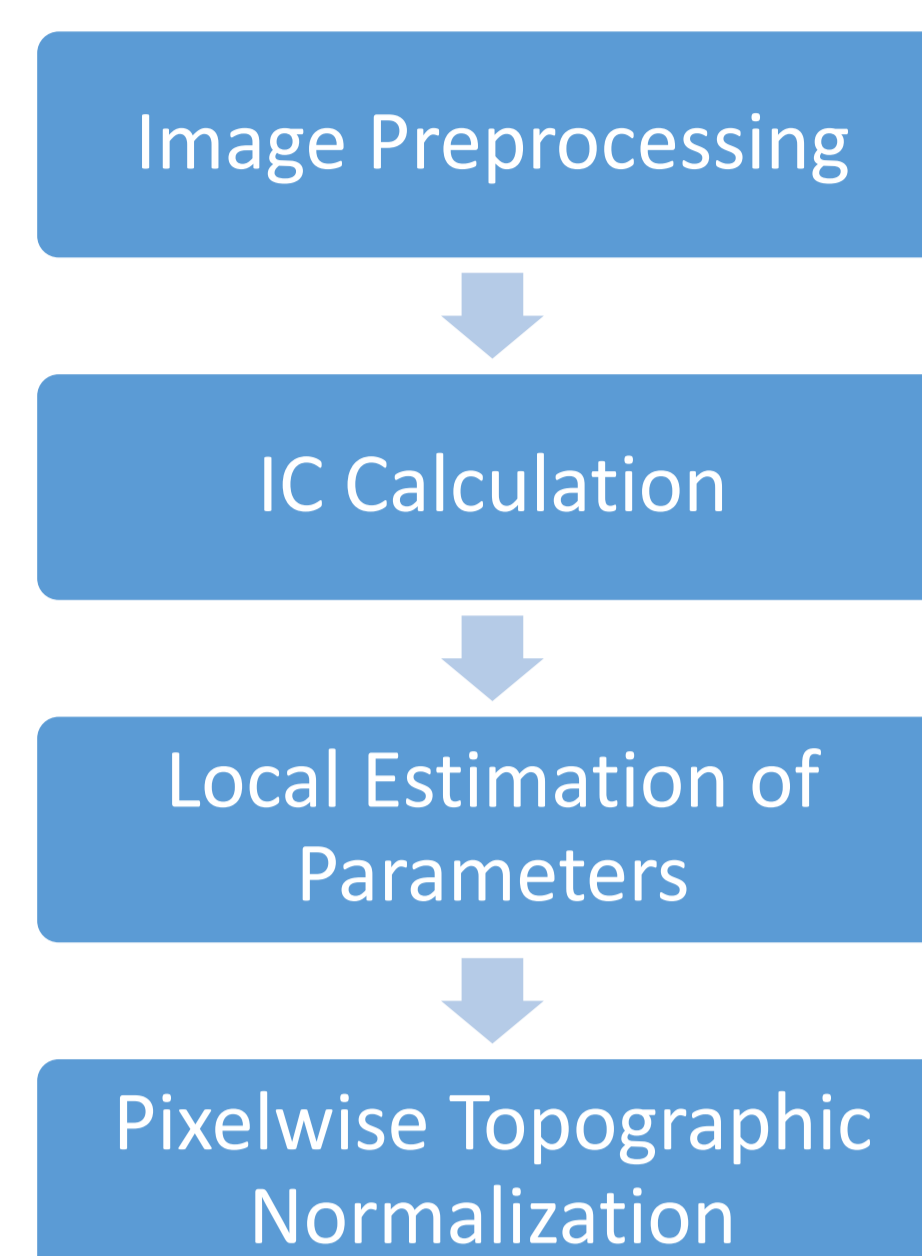 Image Preprocessing
IC Calculation
Local Estimation of
Parameters
Pixelwise Topographic
Normalization